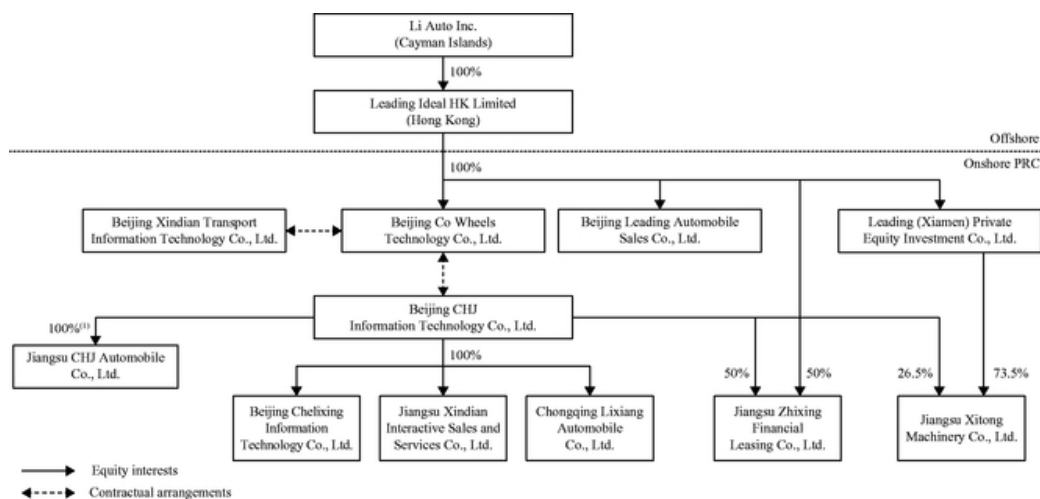 Li Auto Inc.
(Cayman Islands)
100%
Leading Ideal HK Limited
(Hong Kong)
Offshore
100%
Onshore PRC
Beijing Xindian Transport
Information Technology Co., Ltd.
Beijing Co Wheels
Technology Co., Ltd.
Beijing Leading Automobile
Sales Co., Ltd.
Leading (Xiamen) Private
Equity Investment Co., Ltd.
Beijing CHJ
Information Technology Co., Ltd.
100%(1)
Jiangsu CHJ Automobile
Co., Ltd.
100%
50%
50%
26.5%
73.5%
Beijing Chelixing
Information
Technology Co., Ltd.
Jiangsu Xindian
Interactive Sales and
Services Co., Ltd.
Chongqing Lixiang
Automobile
Co., Ltd.
Jiangsu Zhixing
Financial
Leasing Co., Ltd.
Jiangsu Xitong
Machinery Co., Ltd.
Equity interests
Contractual arrangements